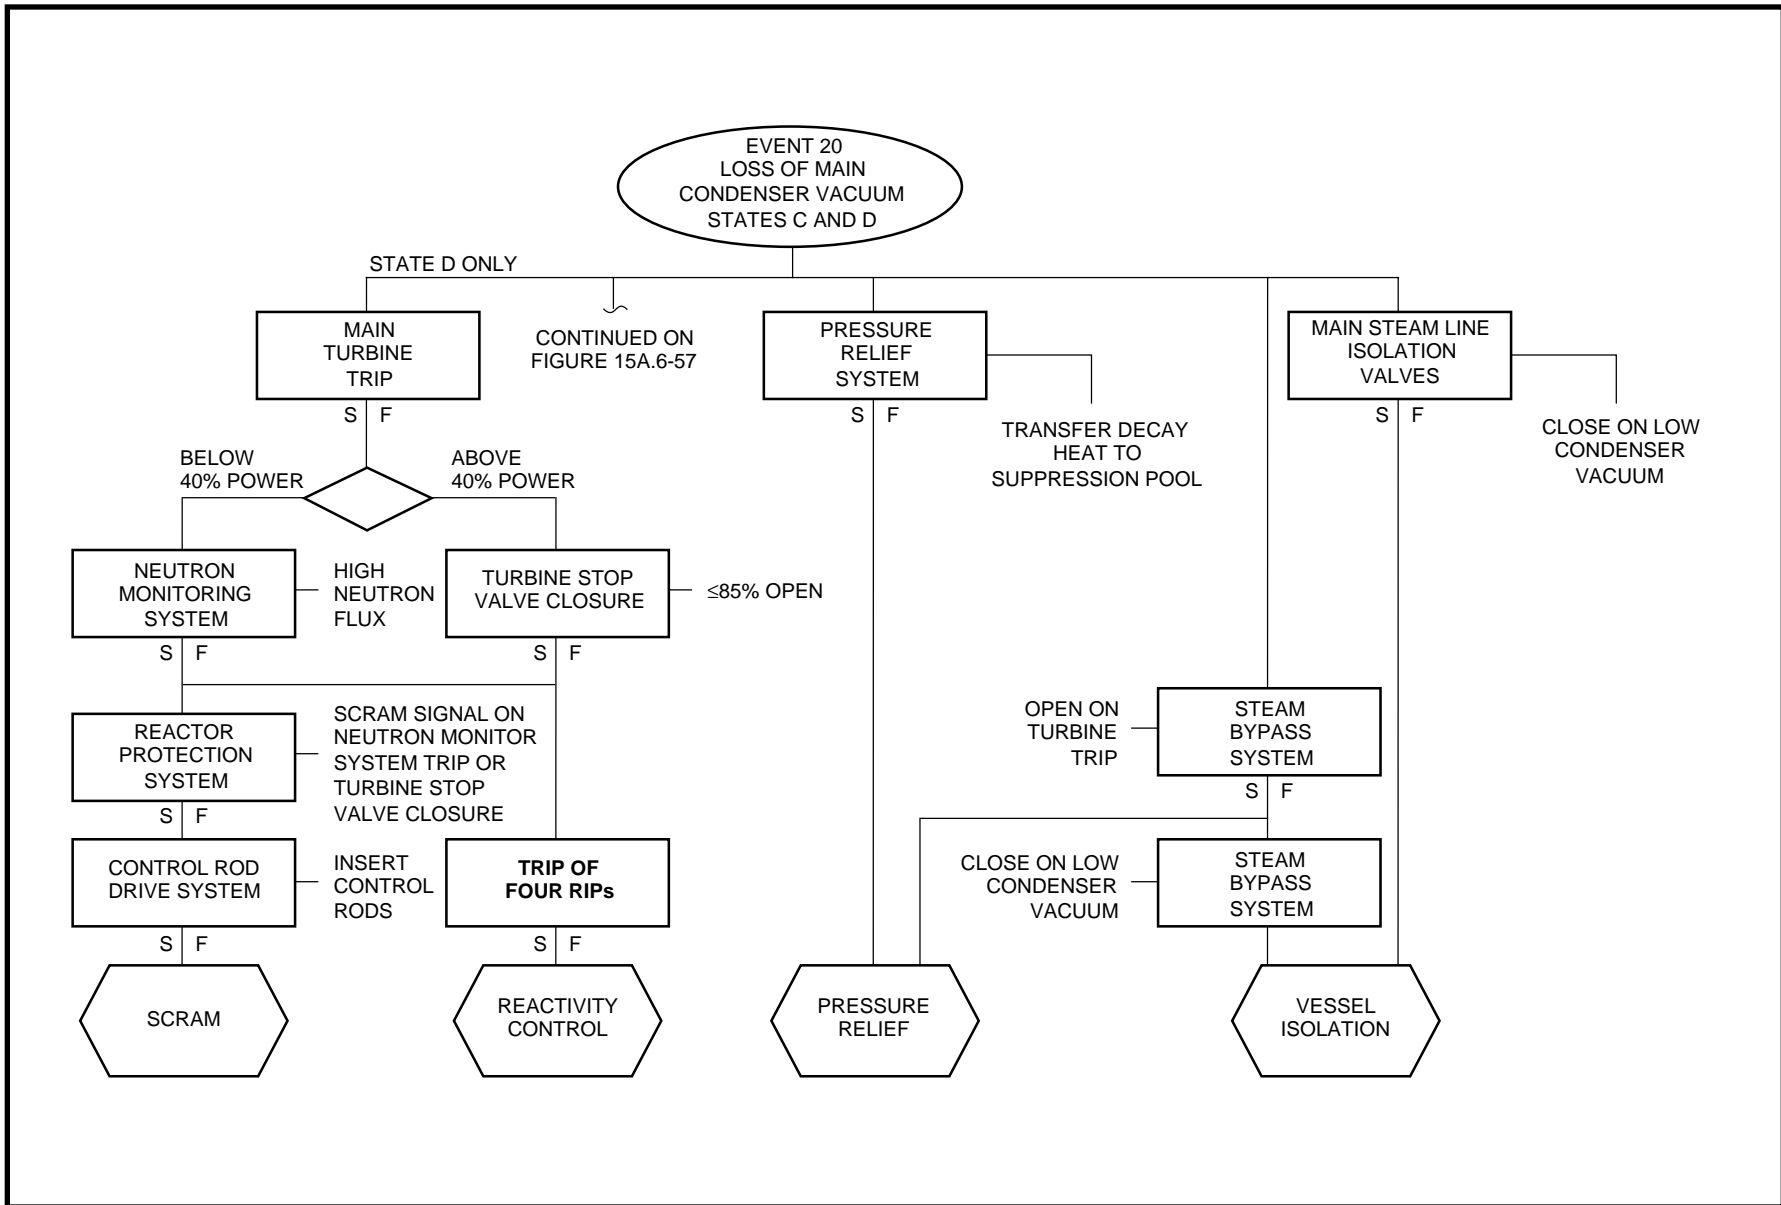 EVENT 20
LOSS OF MAIN
CONDENSER VACUUM
STATES C AND D
STATE D ONLY
MAIN
TURBINE
TRIP
S F
CONTINUED ON
FIGURE 15A.6-57
PRESSURE
RELIEF
SYSTEM
S F
TRANSFER DECAY
HEAT TO
SUPPRESSION POOL
MAIN STEAM LINE
ISOLATION
VALVES
S F
CLOSE ON LOW
CONDENSER
VACUUM
BELOW
40% POWER
ABOVE
40% POWER
NEUTRON
MONITORING
SYSTEM
S F
HIGH
NEUTRON
FLUX
TURBINE STOP
VALVE CLOSURE
S F
≤85% OPEN
REACTOR
PROTECTION
SYSTEM
S F
SCRAM SIGNAL ON
NEUTRON MONITOR
SYSTEM TRIP OR
TURBINE STOP
VALVE CLOSURE
OPEN ON
TURBINE
TRIP
STEAM
BYPASS
SYSTEM
S F
CONTROL ROD
DRIVE SYSTEM
S F
INSERT
CONTROL
RODS
TRIP OF
FOUR RIPs
S F
CLOSE ON LOW
CONDENSER
VACUUM
STEAM
BYPASS
SYSTEM
SCRAM
REACTIVITY
CONTROL
PRESSURE
RELIEF
VESSEL
ISOLATION